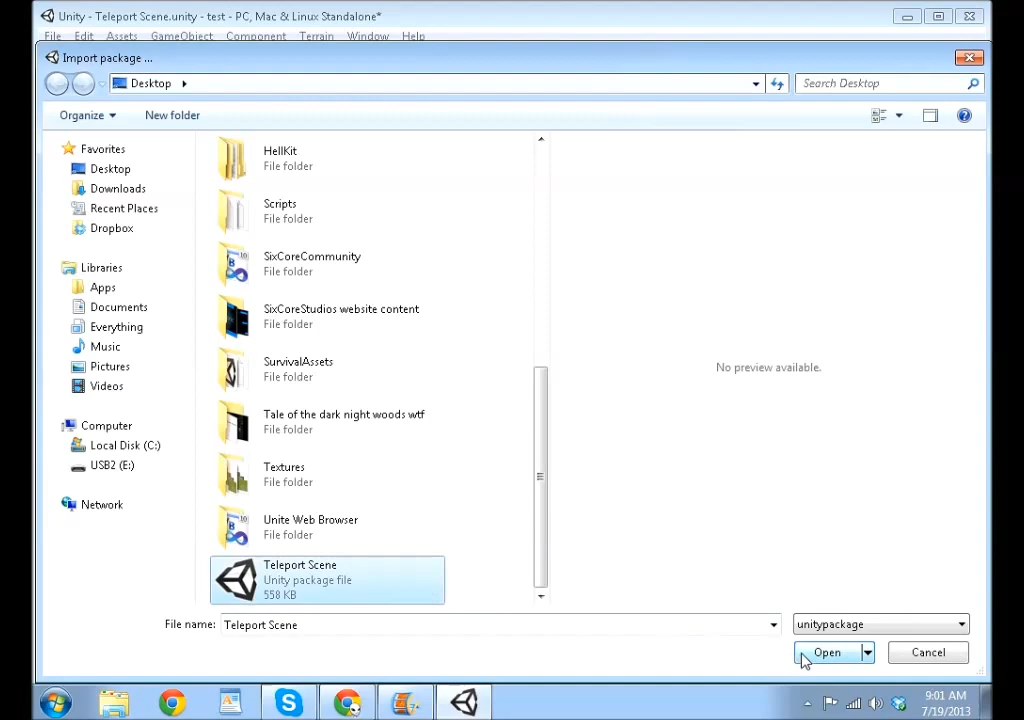 Unity - Teleport Scene.unity - test - PC, Mac & Linux Standalone*
File Edit Assets GameObject Component Terrain Window Help
Import package ...
Desktop
Search Desktop
Organize
New folder
Favorites
Desktop
Downloads
Recent Places
Dropbox
Libraries
Apps
Documents
Everything
Music
Pictures
Videos
Computer
Local Disk (C:)
USB2 (E:)
Network
HellKit
File folder
Scripts
File folder
SixCoreCommunity
File folder
SixCoreStudios website content
File folder
SurvivalAssets
File folder
Tale of the dark night woods wtf
File folder
Textures
File folder
Unite Web Browser
File folder
Teleport Scene
Unity package file
558 KB
No preview available.
File name: Teleport Scene
unitypackage
Open
Cancel
9:01 AM
7/19/2013